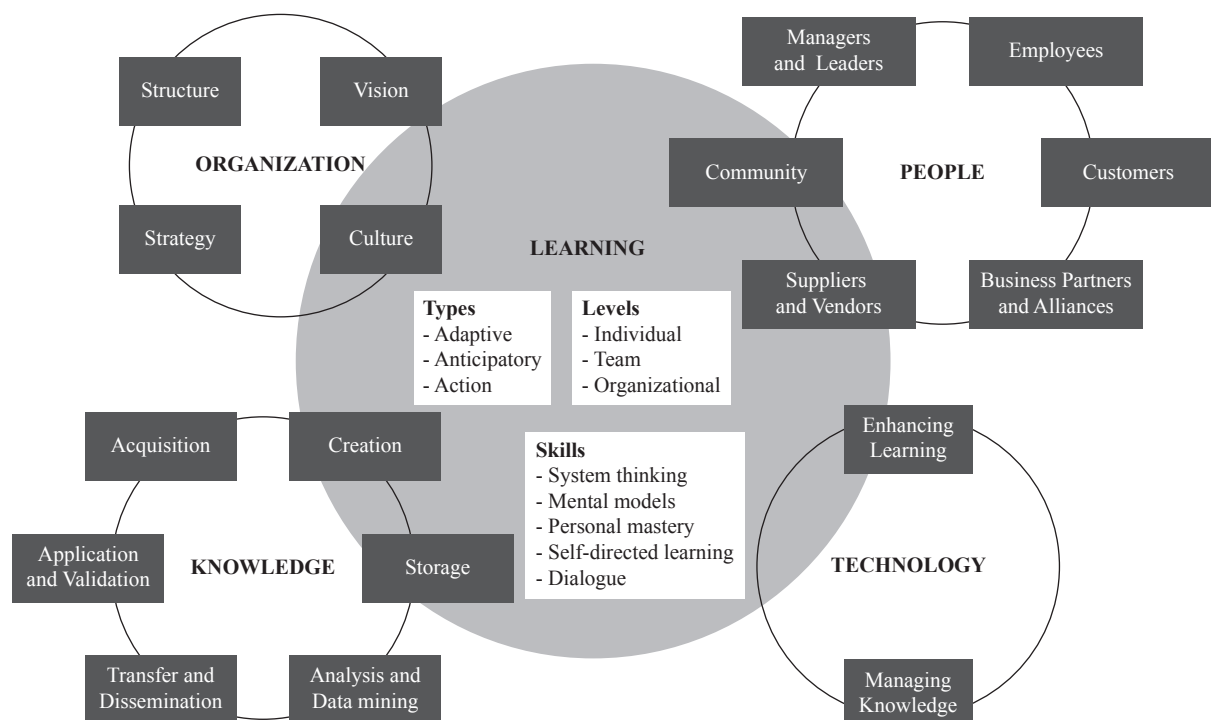 Structure
Vision
ORGANIZATION
Strategy
Culture
Managers
and Leaders
Employees
Community
PEOPLE
Customers
Suppliers
and Vendors
Business Partners
and Alliances
LEARNING
Types
- Adaptive
- Anticipatory
- Action
Levels
- Individual
- Team
- Organizational
Skills
- System thinking
- Mental models
- Personal mastery
- Self-directed learning
- Dialogue
Acquisition
Creation
Application
and Validation
KNOWLEDGE
Storage
Transfer and
Dissemination
Analysis and
Data mining
Enhancing
Learning
TECHNOLOGY
Managing
Knowledge